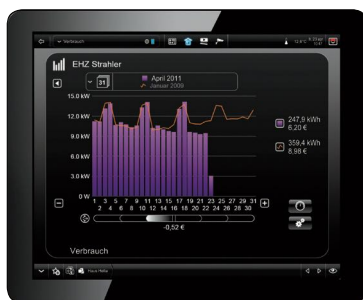 Verbrauch
12,8°C
EHZ Strahler
31
April 2011
Januar 2009
15.0 kW
12.0 kW
9.0 kW
6.0 kW
3.0 kW
0 kW
1 3 5 7 9 11 13 15 17 19 21 23 25 27 29 31
2 4 6 8 10 12 14 16 18 20 22 24 26 28 30
247,9 kWh
6,20 €
359,4 kWh
8,98 €
-0,52 €
Verbrauch